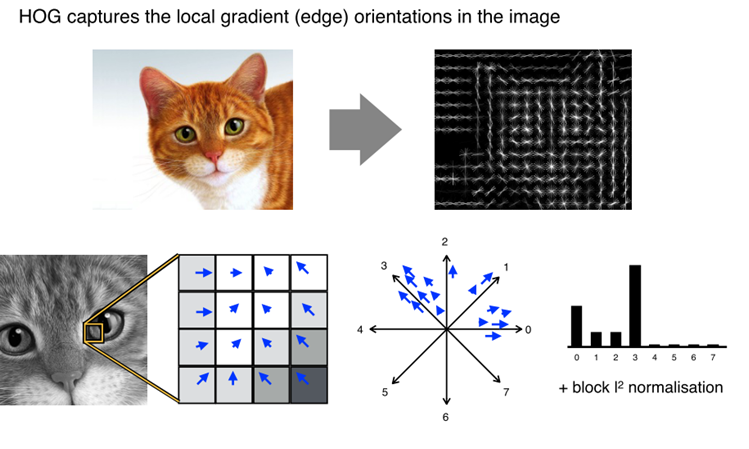 HOG captures the local gradient (edge) orientations in the image
2
3
1
4
0
5
7
6
0 1 2 3 4 5 6 7
+ block l² normalisation